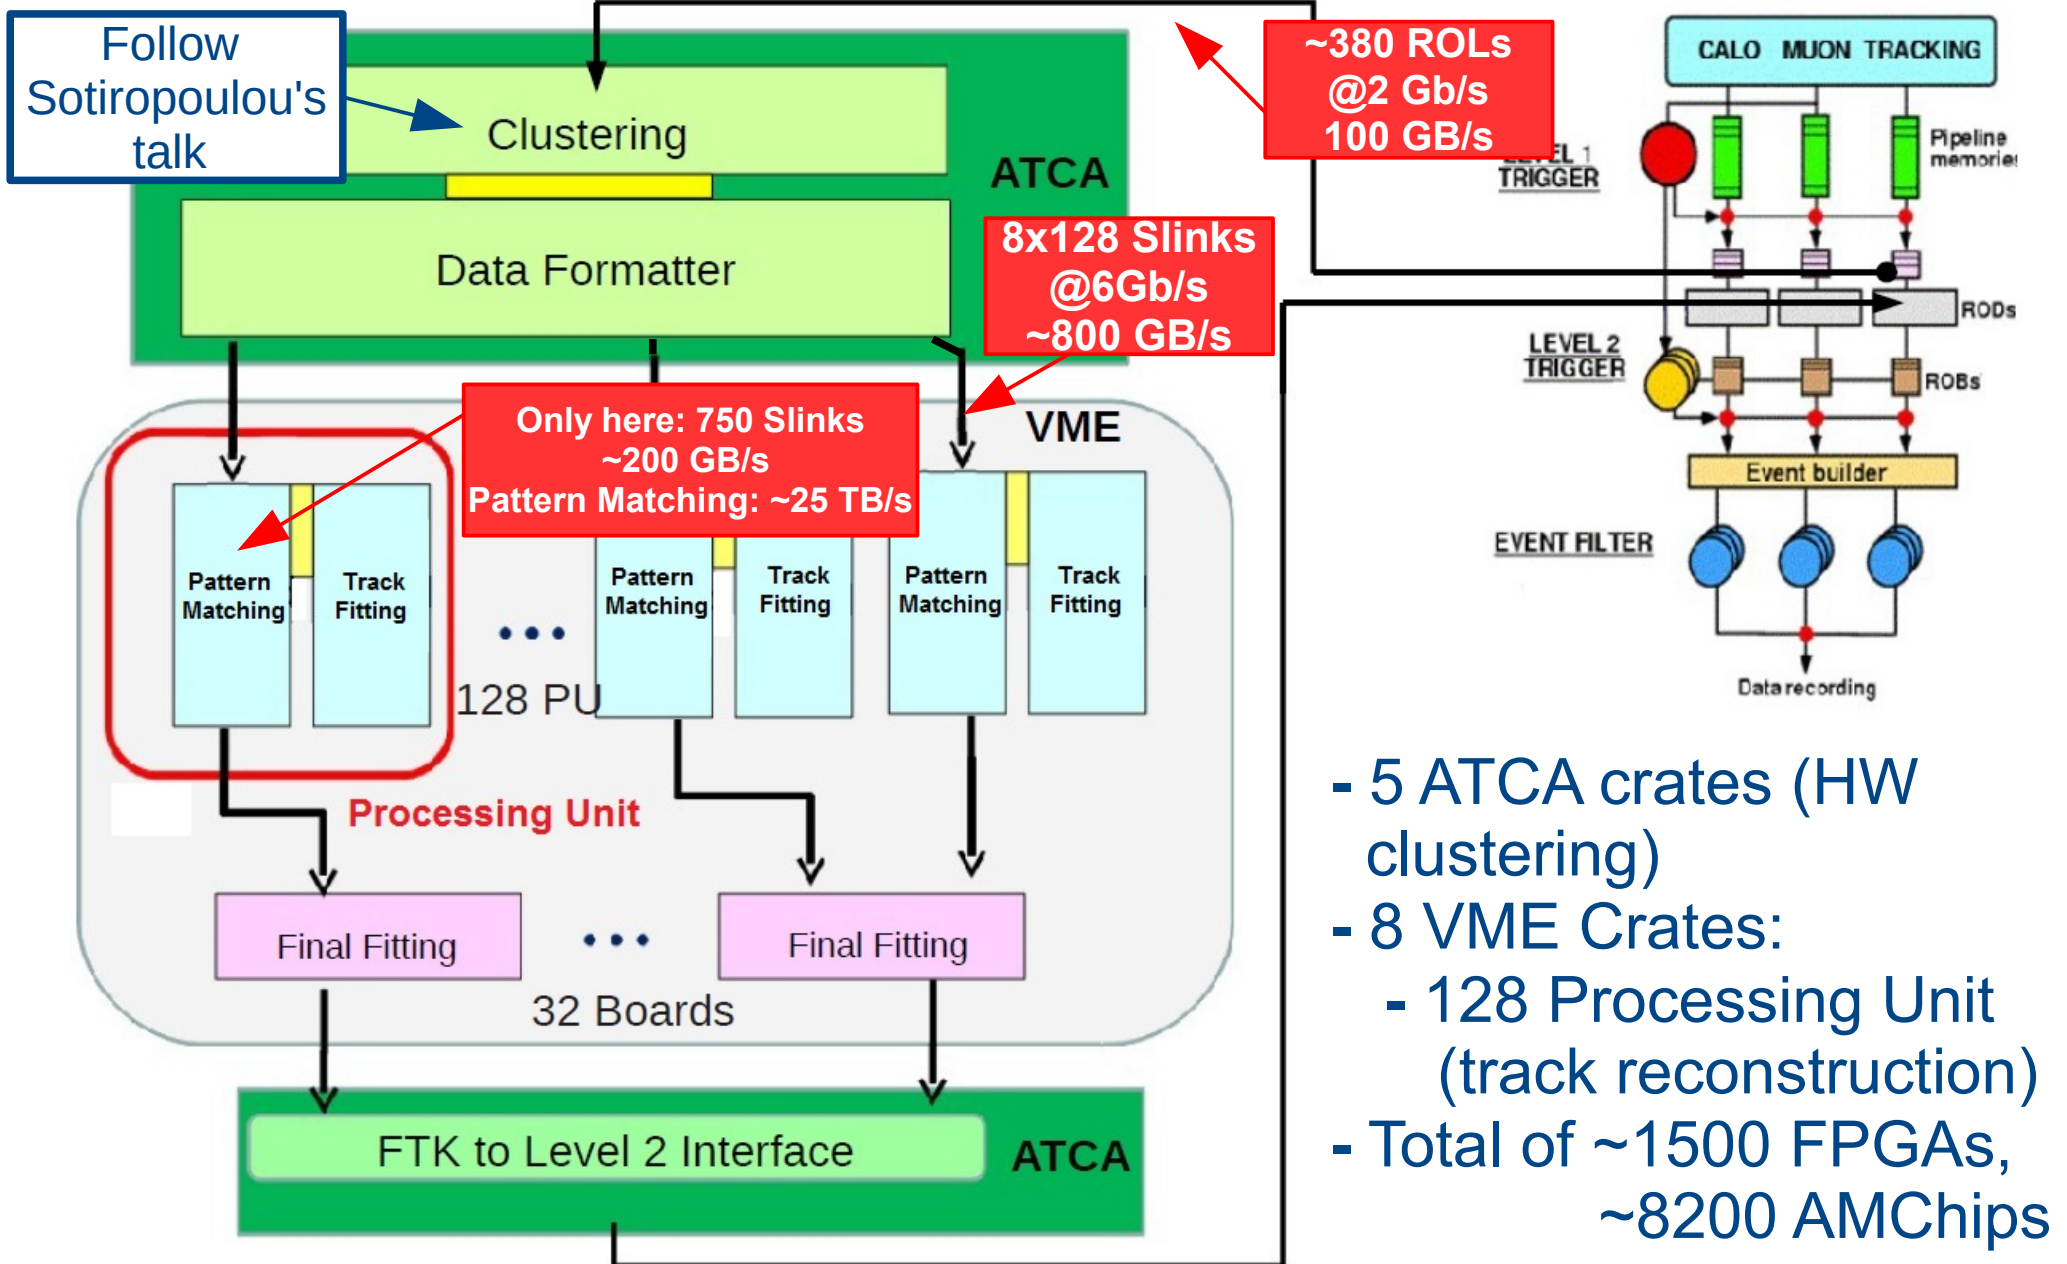 Follow
Sotiropoulou's
talk
Clustering
ATCA
Data Formatter
~380 ROLs
@2 Gb/s
100 GB/s
8x128 Slinks
@6Gb/s
~800 GB/s
Only here: 750 Slinks
~200 GB/s
Pattern Matching: ~25 TB/s
VME
Pattern
Matching
Track
Fitting
Pattern
Matching
Track
Fitting
Pattern
Matching
Track
Fitting
128 PU
Processing Unit
Final Fitting
Final Fitting
32 Boards
FTK to Level 2 Interface
ATCA
CALO MUON TRACKING
Pipeline
LEVEL 1
TRIGGER
RODs
LEVEL 2
TRIGGER
ROBs
Event builder
EVENT FILTER
Data recording
- 5 ATCA crates (HW
clustering)
- 8 VME Crates:
- 128 Processing Unit
(track reconstruction)
- Total of ~1500 FPGAs,
~8200 AMChips